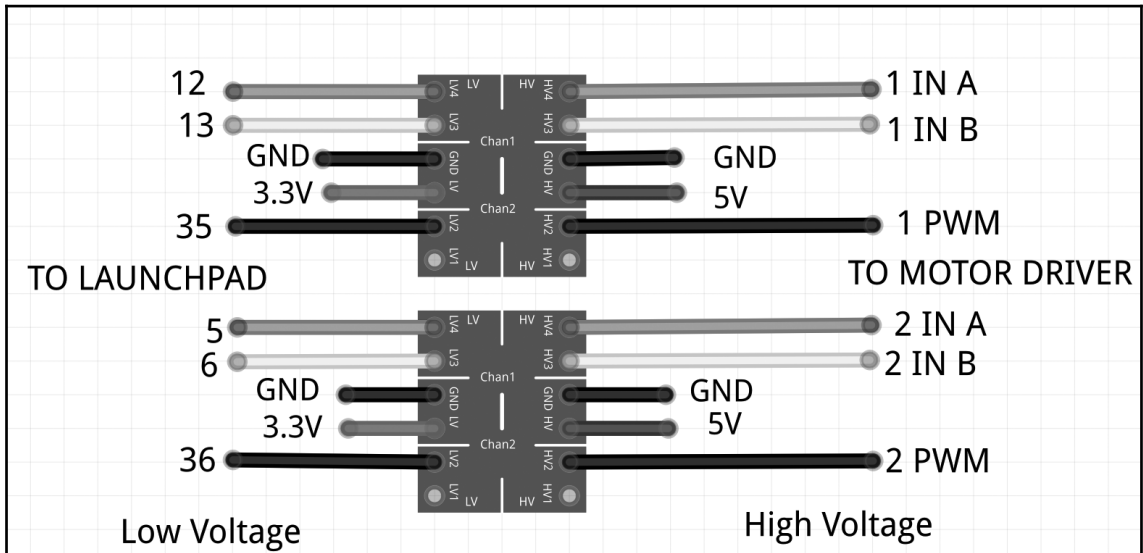 12
LV4 LV HV HV4
1 IN A
13
LV3 HV3
1 IN B
Chan1
GND
GND GND
GND
3.3V
LV HV
5V
Chan2
35
LV2 HV2
1 PWM
LV1 LV HV HV1
TO LAUNCHPAD
TO MOTOR DRIVER
5
LV4 LV HV HV4
2 IN A
6
LV3 HV3
2 IN B
Chan1
GND
GND GND
GND
3.3V
LV HV
5V
Chan2
36
LV2 HV2
2 PWM
LV1 LV HV HV1
Low Voltage
High Voltage